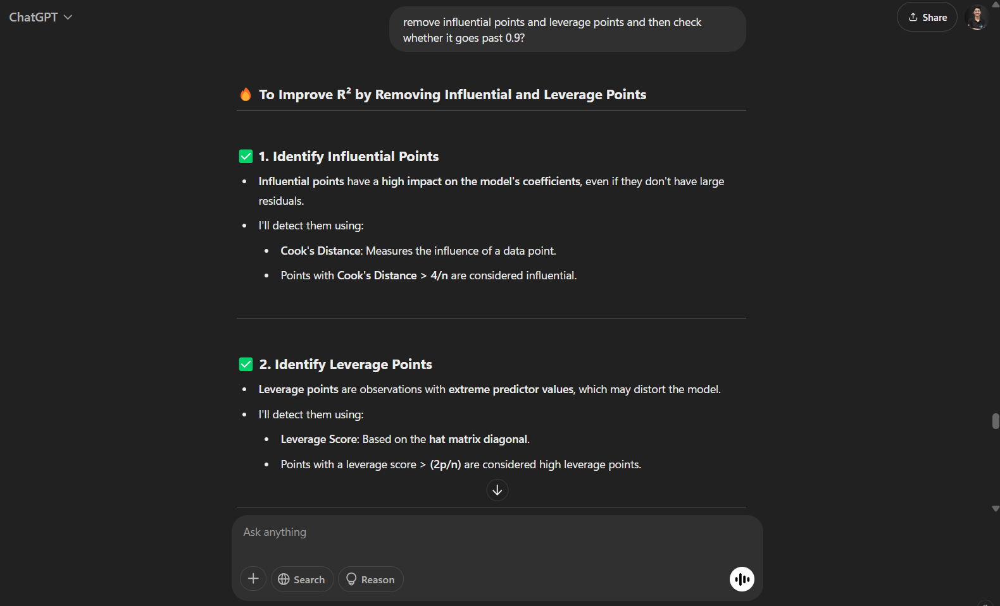 ChatGPT
remove influential points and leverage points and then check
whether it goes past 0.9?
Share
🔥 To Improve R² by Removing Influential and Leverage Points
✅ 1. Identify Influential Points
• Influential points have a high impact on the model's coefficients, even if they don't have large
residuals.
• I'll detect them using:
• Cook's Distance: Measures the influence of a data point.
• Points with Cook's Distance > 4/n are considered influential.
✅ 2. Identify Leverage Points
• Leverage points are observations with extreme predictor values, which may distort the model.
• I'll detect them using:
• Leverage Score: Based on the hat matrix diagonal.
• Points with a leverage score > (2p/n) are considered high leverage points.
Ask anything
Search
Reason